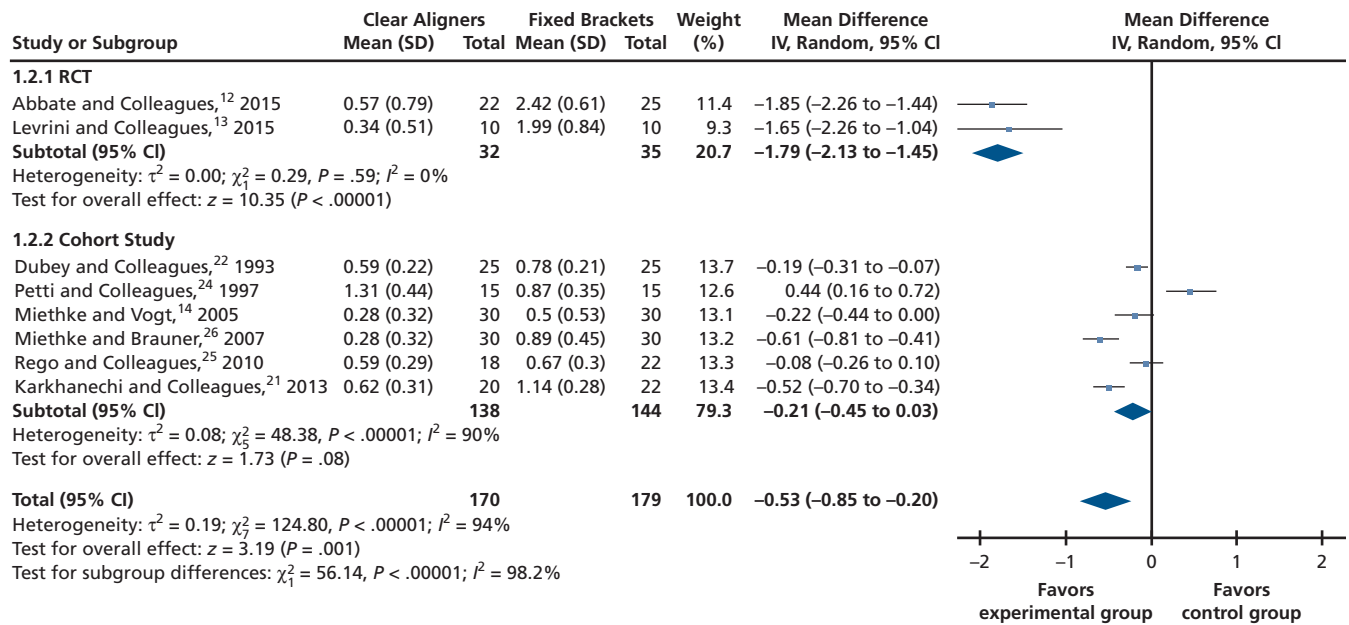 Clear Aligners Fixed Brackets Weight Mean Difference Mean Difference
Study or Subgroup Mean (SD) Total Mean (SD) Total (%) IV, Random, 95% CI IV, Random, 95% CI
1.2.1 RCT
Abbate and Colleagues,12 2015 0.57 (0.79) 22 2.42 (0.61) 25 11.4 −1.85 (−2.26 to −1.44)
Levrini and Colleagues,13 2015 0.34 (0.51) 10 1.99 (0.84) 10 9.3 −1.65 (−2.26 to −1.04)
Subtotal (95% CI) 32 35 20.7 −1.79 (−2.13 to −1.45)
Heterogeneity: τ2 = 0.00; χ21 = 0.29, P = .59; I2 = 0%
Test for overall effect: z = 10.35 (P < .00001)
1.2.2 Cohort Study
Dubey and Colleagues,22 1993 0.59 (0.22) 25 0.78 (0.21) 25 13.7 −0.19 (−0.31 to −0.07)
Petti and Colleagues,24 1997 1.31 (0.44) 15 0.87 (0.35) 15 12.6 0.44 (0.16 to 0.72)
Miethke and Vogt,14 2005 0.28 (0.32) 30 0.5 (0.53) 30 13.1 −0.22 (−0.44 to 0.00)
Miethke and Brauner,26 2007 0.28 (0.32) 30 0.89 (0.45) 30 13.2 −0.61 (−0.81 to −0.41)
Rego and Colleagues,25 2010 0.59 (0.29) 18 0.67 (0.3) 22 13.3 −0.08 (−0.26 to 0.10)
Karkhanechi and Colleagues,21 2013 0.62 (0.31) 20 1.14 (0.28) 22 13.4 −0.52 (−0.70 to −0.34)
Subtotal (95% CI) 138 144 79.3 −0.21 (−0.45 to 0.03)
Heterogeneity: τ2 = 0.08; χ25 = 48.38, P < .00001; I2 = 90%
Test for overall effect: z = 1.73 (P = .08)
Total (95% CI) 170 179 100.0 −0.53 (−0.85 to −0.20)
Heterogeneity: τ2 = 0.19; χ27 = 124.80, P < .00001; I2 = 94%
Test for overall effect: z = 3.19 (P = .001)
Test for subgroup differences: χ21 = 56.14, P < .00001; I2 = 98.2%
−2 −1 0 1 2
Favors Favors
experimental group control group